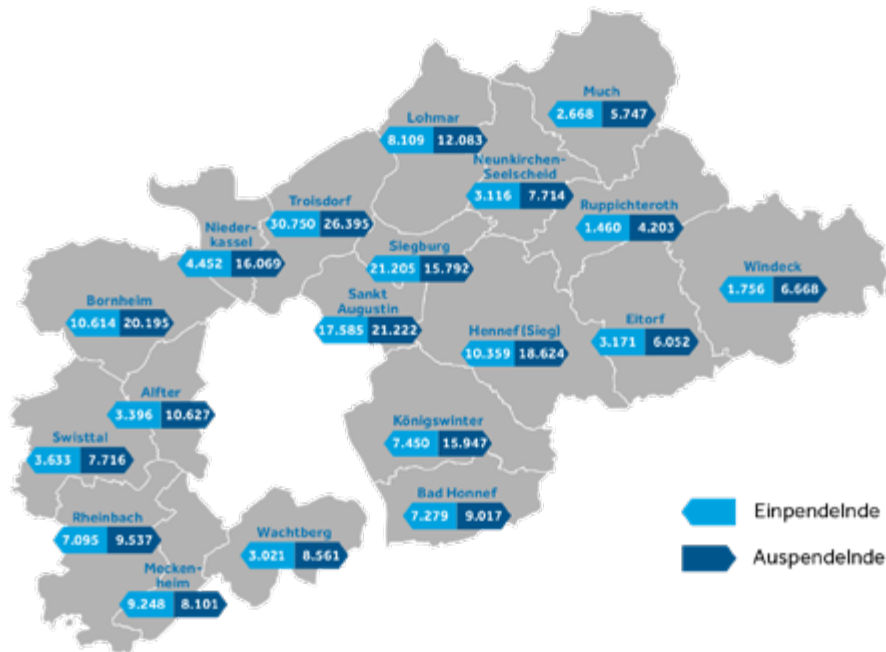 Much
2.668 5.747
Lohmar
8.109 12.083
Neunkirchen-
Seelscheid
3.116 7.714
Troisdorf
30.750 26.395
Ruppichteroth
1.460 4.203
Nieder-
kassel
4.452 16.069
Siegburg
21.205 15.792
Windeck
1.756 6.668
Bornheim
10.614 20.195
Sankt
Augustin
17.585 21.222
Hennef (Sieg)
10.359 18.624
Eitorf
3.171 6.052
Alfter
3.396 10.627
Königswinter
7.450 15.947
Swisttal
3.633 7.716
Bad Honnef
7.279 9.017
Einpendelnde
Rheinbach
7.095 9.537
Wachtberg
3.021 8.561
Auspendelnde
Mecken-
heim
9.248 8.101